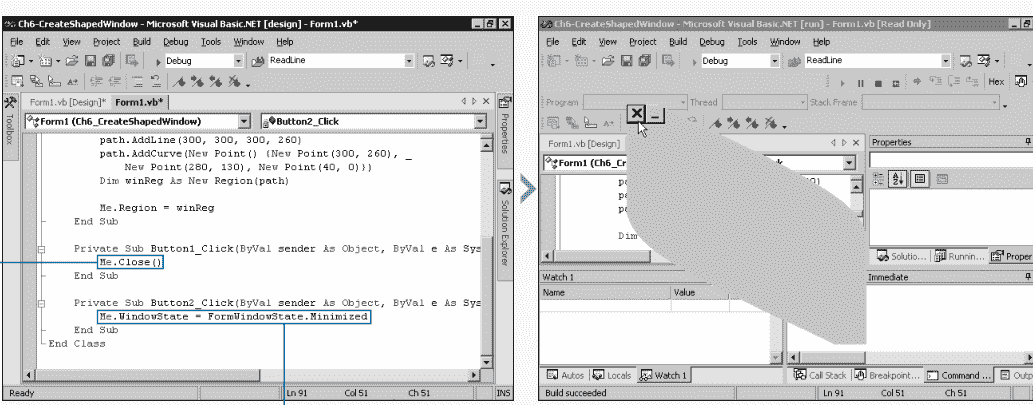 Ch6-CreateShapedWindow - Microsoft Visual Basic.NET [design] - Form1.vb*
File Edit View Project Build Debug Tools Window Help
Debug ReadLine
Form1.vb [Design]* Form1.vb*
Toolbox
Form1 (Ch6_CreateShapedWindow) Button2_Click
path.AddLine(300, 300, 300, 260)
path.AddCurve(New Point() {New Point(300, 260), _
New Point(280, 130), New Point(40, 0)})
Dim winReg As New Region(path)
Me.Region = winReg
End Sub
Private Sub Button1_Click(ByVal sender As Object, ByVal e As Sys
Me.Close()
End Sub
Private Sub Button2_Click(ByVal sender As Object, ByVal e As Sys
Me.WindowState = FormWindowState.Minimized
End Sub
End Class
Properties
Solution Explorer
Ready Ln 91 Col 51 Ch 51 INS
Ch6-CreateShapedWindow - Microsoft Visual Basic.NET [run] - Form1.vb [Read Only]
File Edit View Project Build Debug Tools Window Help
Debug ReadLine
Hex
Program Thread Stack Frame
Form1.vb [Design]
Form1 (Ch6_Cr
Dim
Properties
Solutio... Runnin... Proper
Watch 1 Immediate
Name Value
Autos Locals Watch 1 Call Stack Breakpoint... Command ... Outp
Build succeeded Ln 91 Col 51 Ch 51